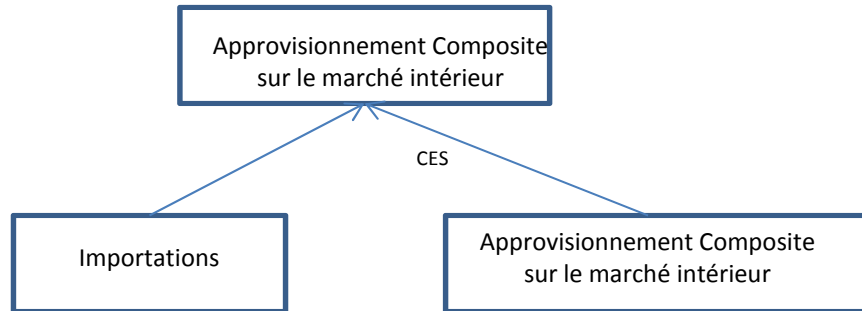 Approvisionnement Composite
sur le marché intérieur
CES
Importations
Approvisionnement Composite
sur le marché intérieur